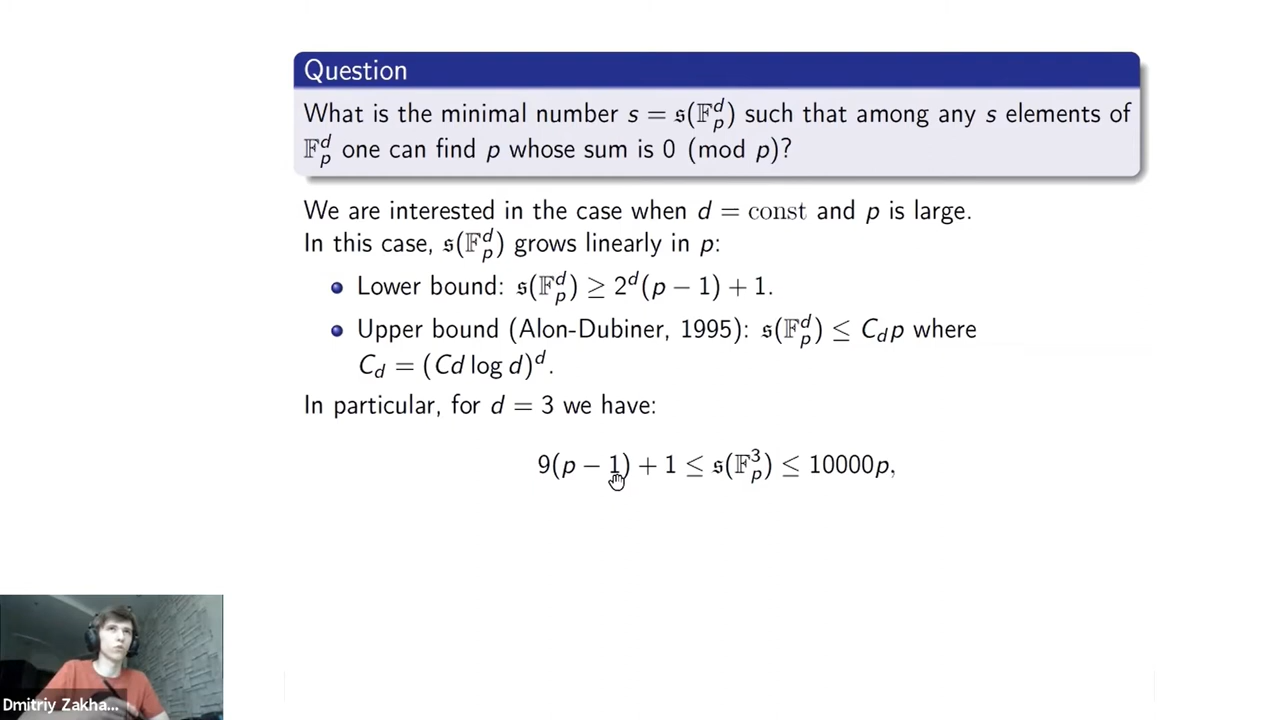 Question
What is the minimal number s = 𝔰(𝔽_p^d) such that among any s elements of
𝔽_p^d one can find p whose sum is 0 (mod p)?
We are interested in the case when d = const and p is large.
In this case, 𝔰(𝔽_p^d) grows linearly in p:
Lower bound: 𝔰(𝔽_p^d) ≥ 2^d(p − 1) + 1.
Upper bound (Alon-Dubiner, 1995): 𝔰(𝔽_p^d) ≤ C_d p where
C_d = (Cd log d)^d.
In particular, for d = 3 we have:
9(p − 1) + 1 ≤ 𝔰(𝔽_p^3) ≤ 10000p,
Dmitriy Zakha...